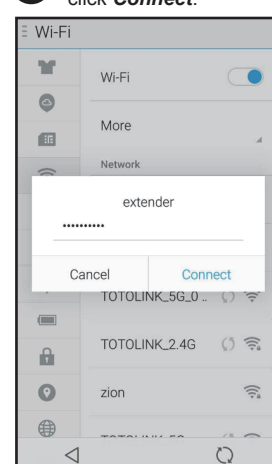 click Connect.
Wi-Fi
Wi-Fi
More
Network
extender
••••••••••
Cancel
Connect
TOTOLINK_5G_0 ..
TOTOLINK_2.4G
zion